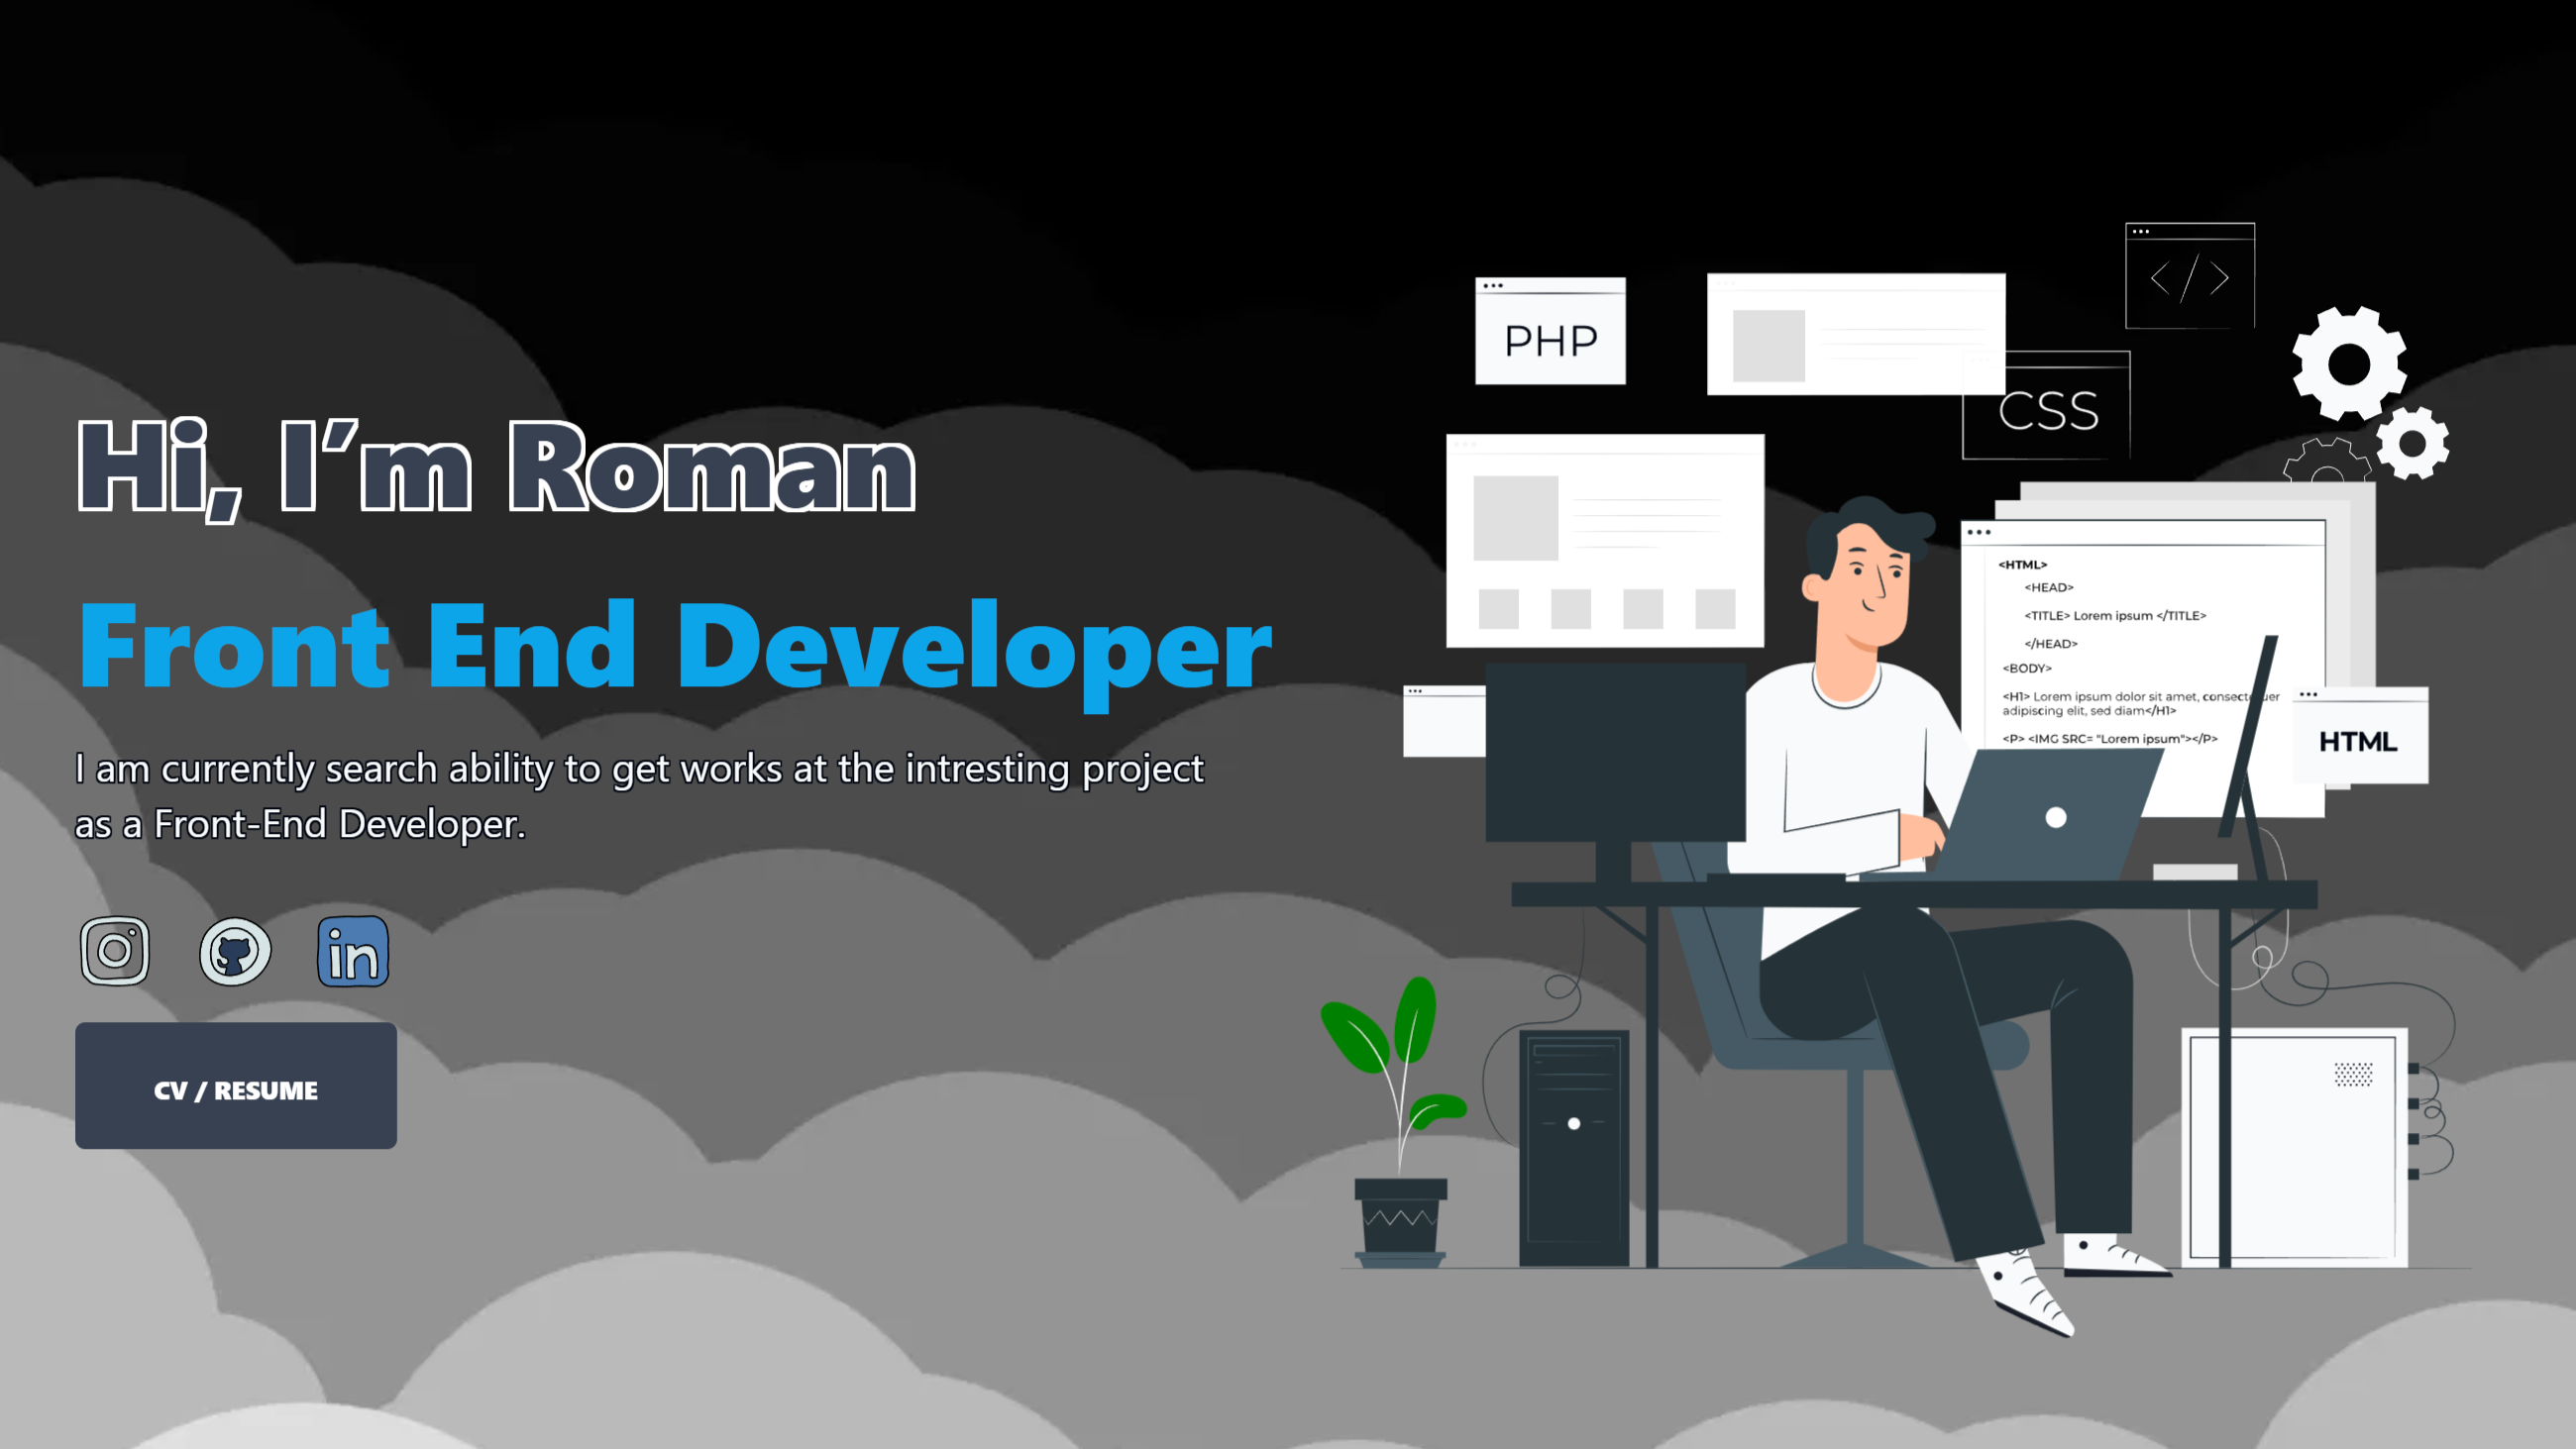 Hi, I’m Roman
Front End Developer
I am currently search ability to get works at the intresting project
as a Front-End Developer.
in
CV / RESUME
</>
PHP
CSS
<HTML>
<HEAD>
<TITLE> Lorem ipsum </TITLE>
</HEAD>
<BODY>
<H1> Lorem ipsum dolor sit amet, consectetuer
adipiscing elit, sed diam</H1>
<P> <IMG SRC= "Lorem ipsum"></P>
HTML